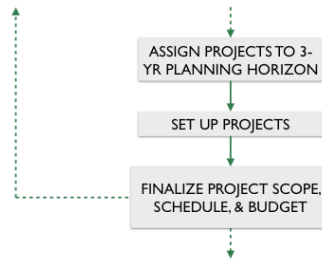 ASSIGN PROJECTS TO 3-
YR PLANNING HORIZON
SET UP PROJECTS
FINALIZE PROJECT SCOPE,
SCHEDULE, & BUDGET